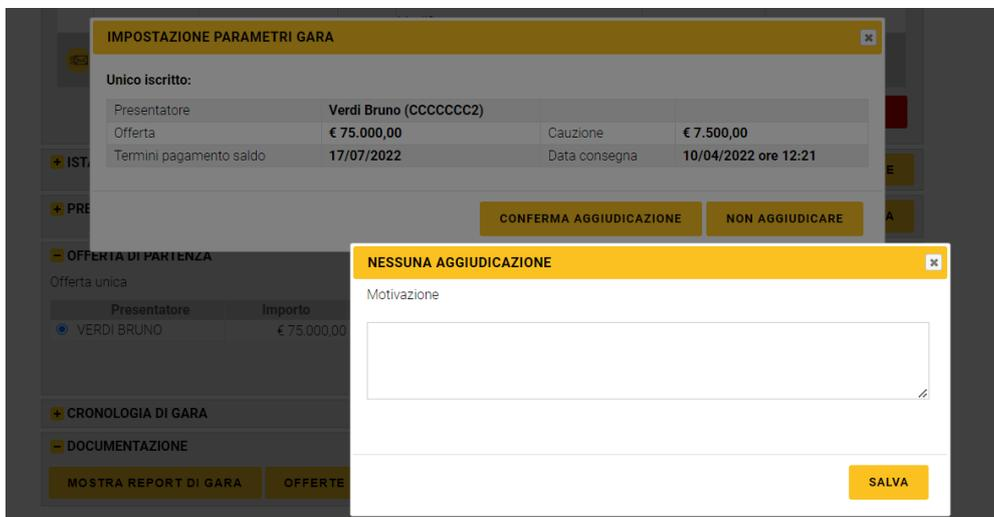 IMPOSTAZIONE PARAMETRI GARA
Unico iscritto:
Presentatore Verdi Bruno (CCCCCCC2)
Offerta € 75.000,00 Cauzione € 7.500,00
Termini pagamento saldo 17/07/2022 Data consegna 10/04/2022 ore 12:21
IST
E
PRE
CONFERMA AGGIUDICAZIONE NON AGGIUDICARE
A
OFFERTA DI PARTENZA
NESSUNA AGGIUDICAZIONE
Offerta unica
Motivazione
Presentatore Importo
VERDI BRUNO € 75.000,00
CRONOLOGIA DI GARA
DOCUMENTAZIONE
MOSTRA REPORT DI GARA OFFERTE
SALVA